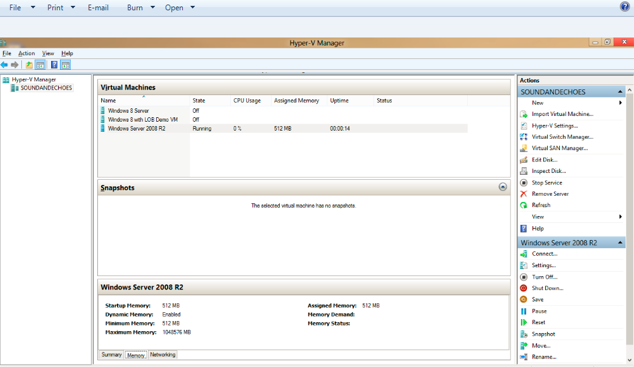 File Print E-mail Burn Open
Hyper-V Manager
File Action View Help
Hyper-V Manager
SOUNDANDECHOES
Virtual Machines
Name State CPU Usage Assigned Memory Uptime Status
Windows 8 Server Off
Windows 8 with LOB Demo VM Off
Windows Server 2008 R2 Running 0 % 512 MB 00:00:14
Snapshots
The selected virtual machine has no snapshots.
Windows Server 2008 R2
Startup Memory: 512 MB Assigned Memory: 512 MB
Dynamic Memory: Enabled Memory Demand:
Minimum Memory: 512 MB Memory Status:
Maximum Memory: 1048576 MB
Summary Memory Networking
Actions
SOUNDANDECHOES
New
Import Virtual Machine...
Hyper-V Settings...
Virtual Switch Manager...
Virtual SAN Manager...
Edit Disk...
Inspect Disk...
Stop Service
Remove Server
Refresh
View
Help
Windows Server 2008 R2
Connect...
Settings...
Turn Off...
Shut Down...
Save
Pause
Reset
Snapshot
Move...
Rename...